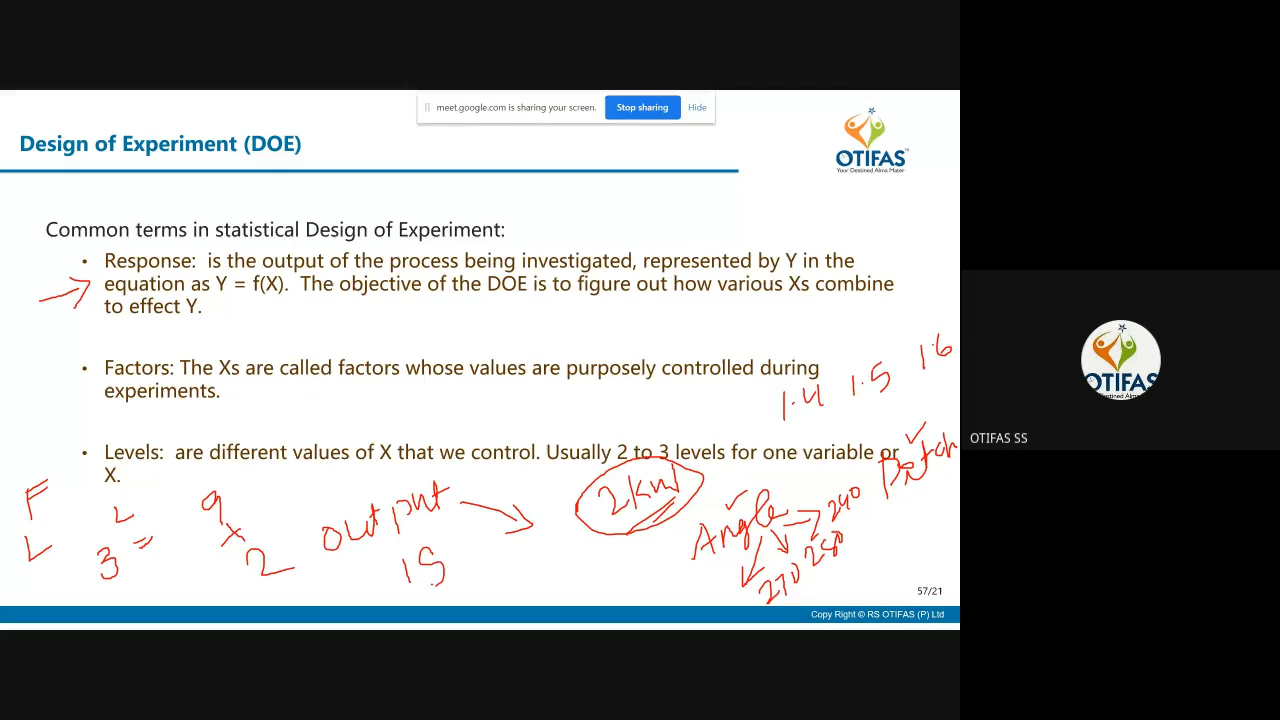 meet.google.com is sharing your screen. Stop sharing Hide
Design of Experiment (DOE)
OTIFAS
Your Destined Alma Mater
Common terms in statistical Design of Experiment:
• Response: is the output of the process being investigated, represented by Y in the
equation as Y = f(X). The objective of the DOE is to figure out how various Xs combine
to effect Y.
• Factors: The Xs are called factors whose values are purposely controlled during
experiments.
1.4 1.5 1.6
• Levels: are different values of X that we control. Usually 2 to 3 levels for one variable or
X.
F 2 9 output 2 kml Angle
L 3 = x 2 15 270 280 290
57/21
Copy Right © RS OTIFAS (P) Ltd
OTIFAS
OTIFAS SS